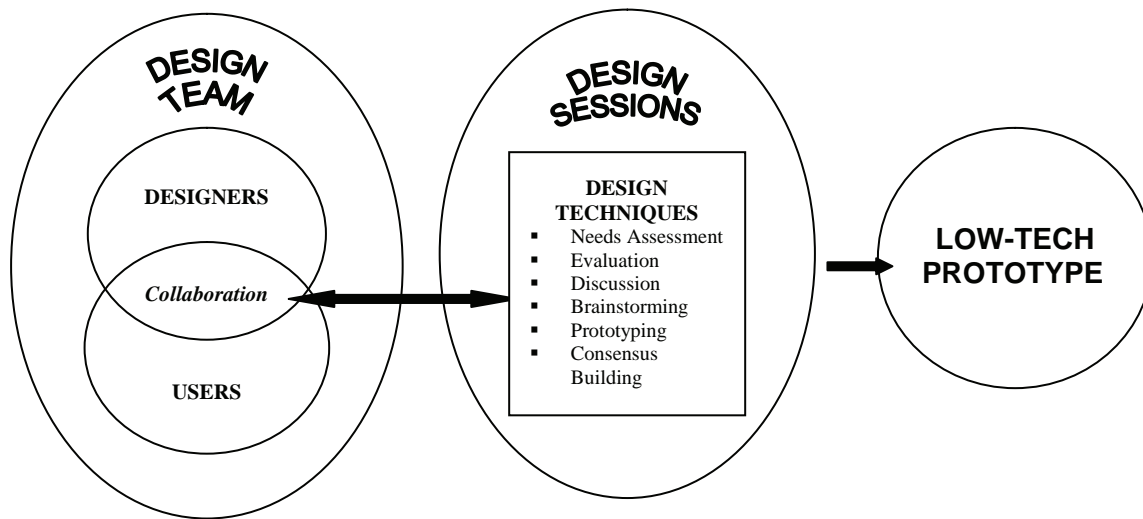 DESIGN
TEAM
DESIGNERS
Collaboration
USERS
DESIGN
SESSIONS
DESIGN
TECHNIQUES
▪ Needs Assessment
▪ Evaluation
▪ Discussion
▪ Brainstorming
▪ Prototyping
▪ Consensus
Building
LOW-TECH
PROTOTYPE